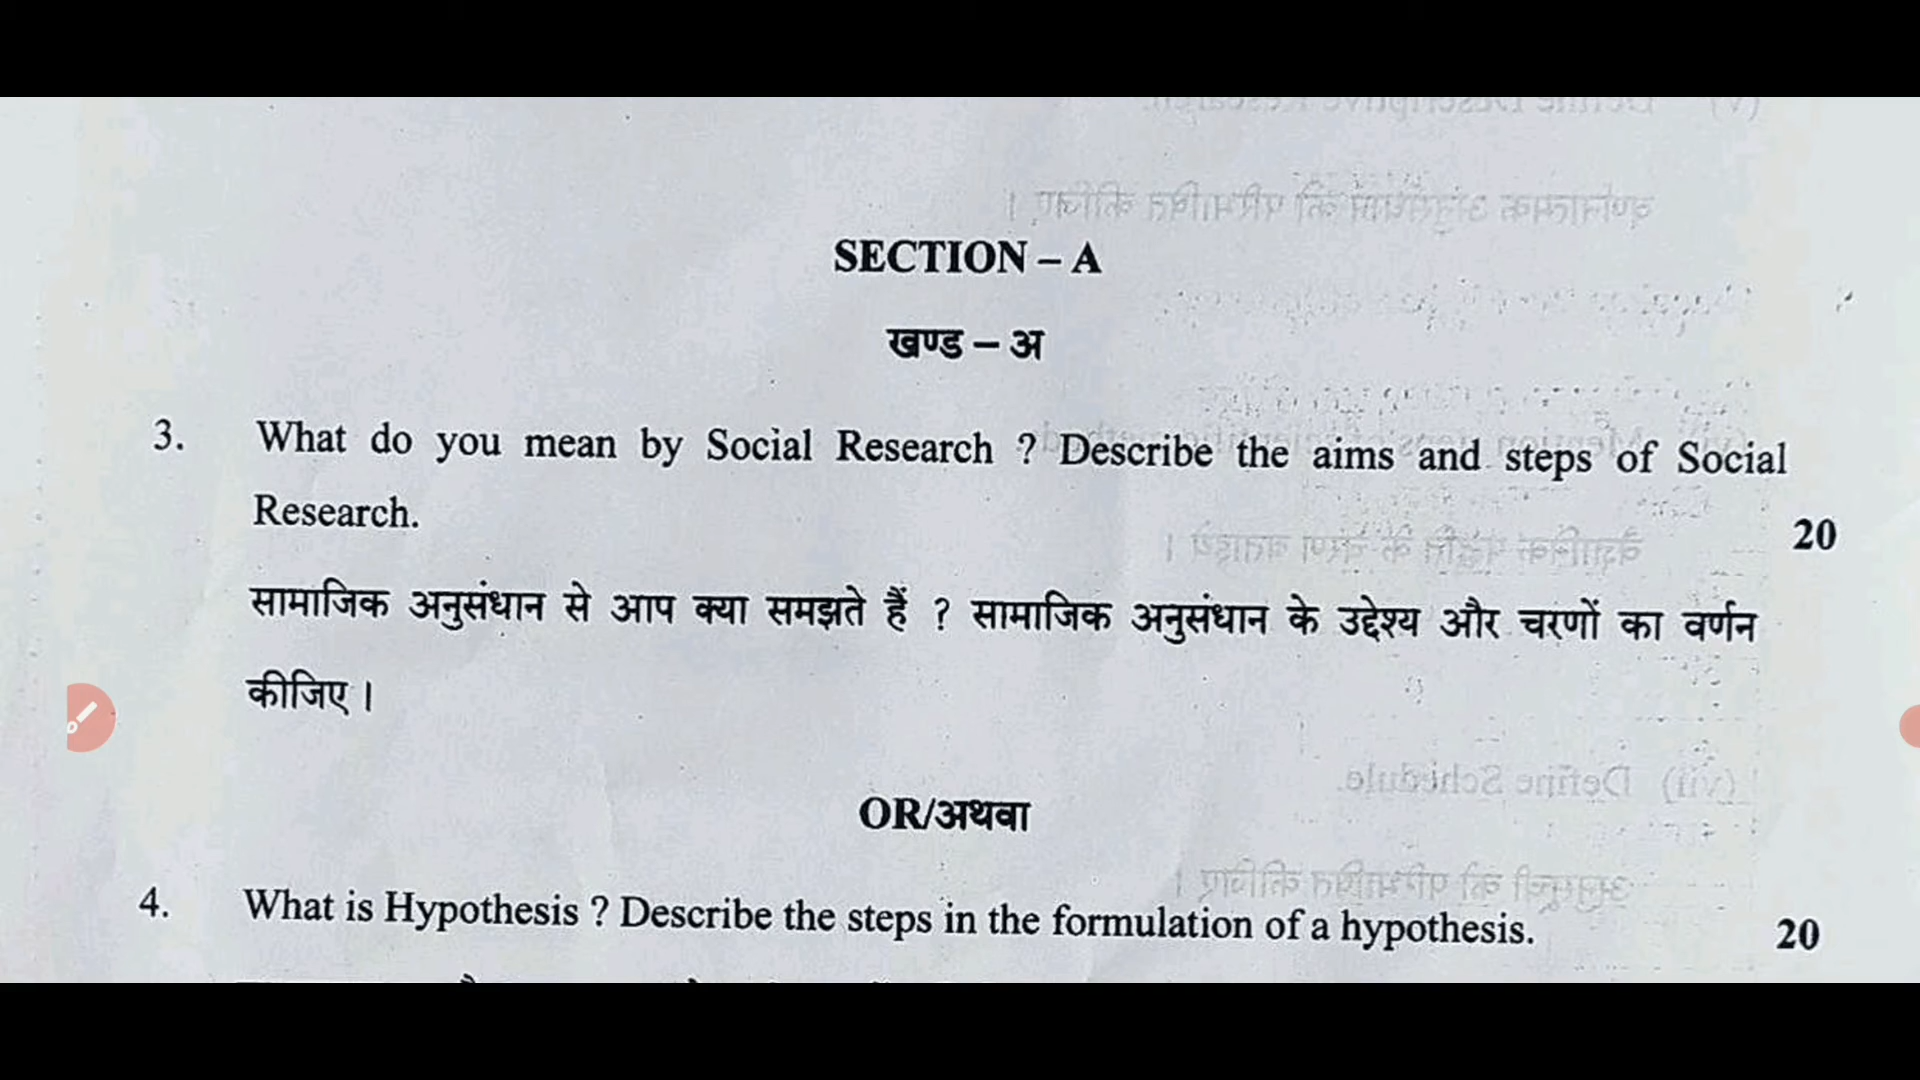 SECTION – A
खण्ड – अ
3. What do you mean by Social Research ? Describe the aims and steps of Social
Research. 20
सामाजिक अनुसंधान से आप क्या समझते हैं ? सामाजिक अनुसंधान के उद्देश्य और चरणों का वर्णन
कीजिए ।
OR/अथवा
4. What is Hypothesis ? Describe the steps in the formulation of a hypothesis. 20